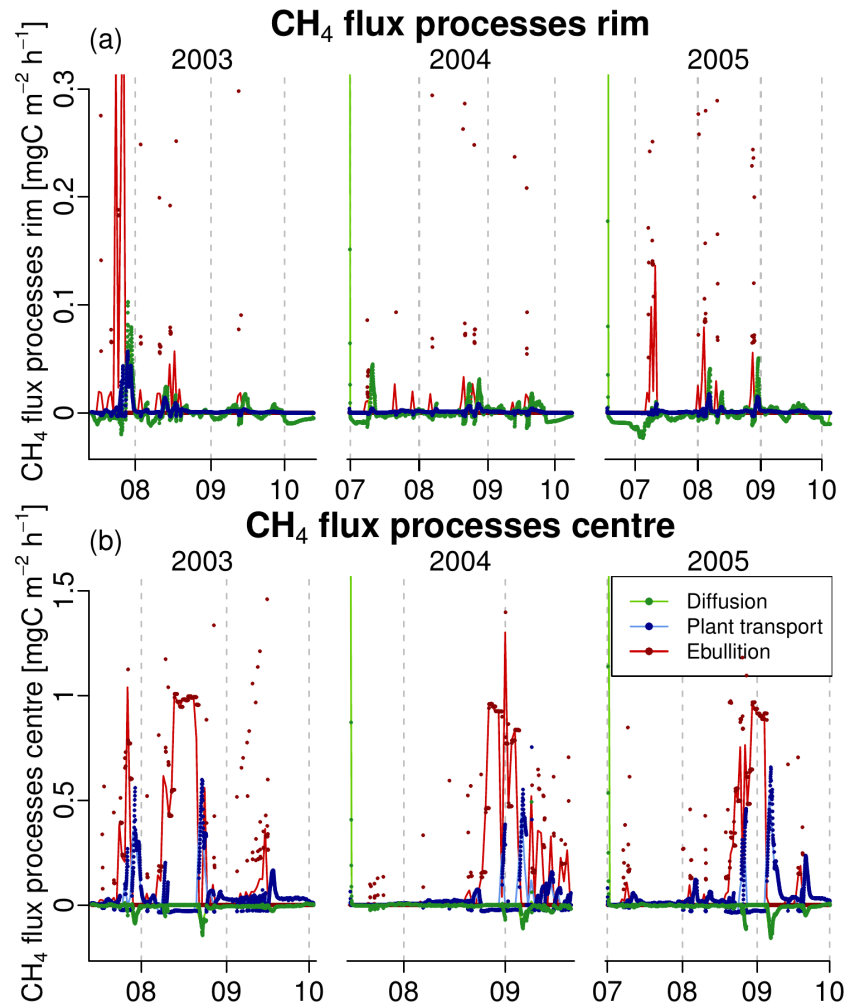 CH₄ flux processes rim
(a)
2003 2004 2005
CH₄ flux processes rim [mgC m⁻² h⁻¹]
0.3
0.2
0.1
0
08 09 10 07 08 09 10 07 08 09 10
CH₄ flux processes centre
(b)
2003 2004 2005
CH₄ flux processes centre [mgC m⁻² h⁻¹]
1.5
1
0.5
0
Diffusion
Plant transport
Ebullition
08 09 10 08 09 07 08 09 10